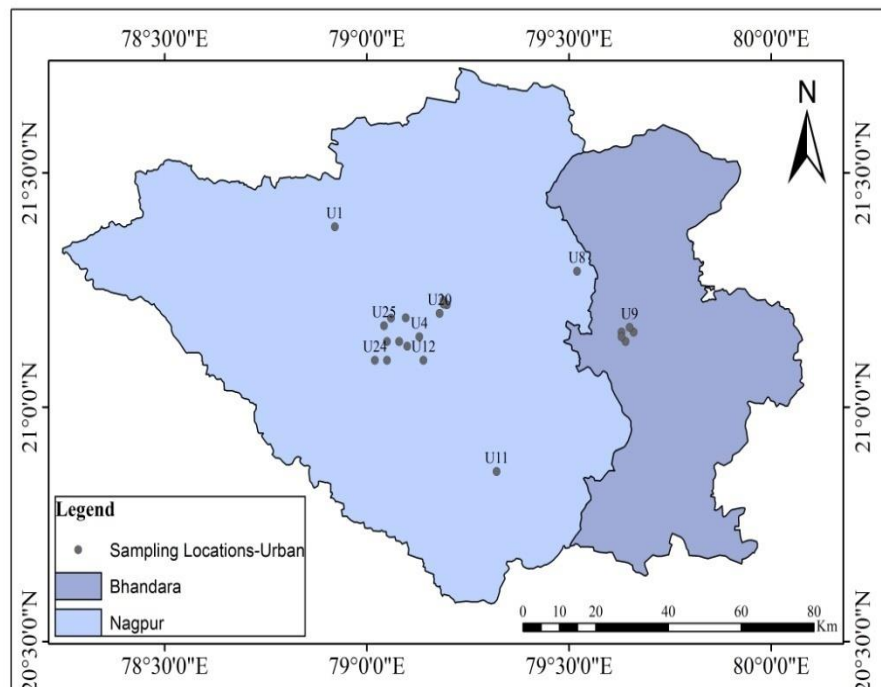 78°30'0"E 79°0'0"E 79°30'0"E 80°0'0"E
N
21°30'0"N 21°30'0"N
U1
U8
U20
U25
U9
U4
U24 U12
21°0'0"N 21°0'0"N
U11
Legend
Sampling Locations-Urban
Bhandara
Nagpur
0 10 20 40 60 80
Km
20°30'0"N 20°30'0"N
78°30'0"E 79°0'0"E 79°30'0"E 80°0'0"E